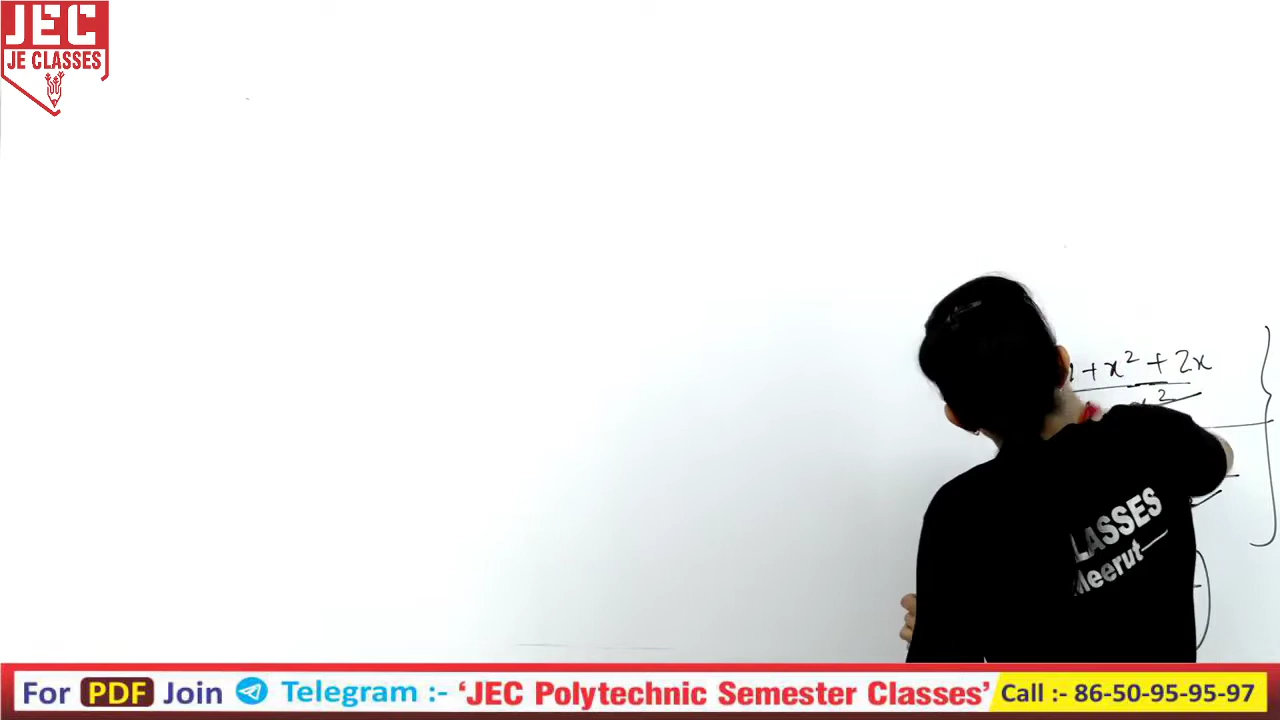 JEC
JE CLASSES
+ x² + 2x
x²
LASSES
Meerut
For PDF Join Telegram :- 'JEC Polytechnic Semester Classes' Call :- 86-50-95-95-97